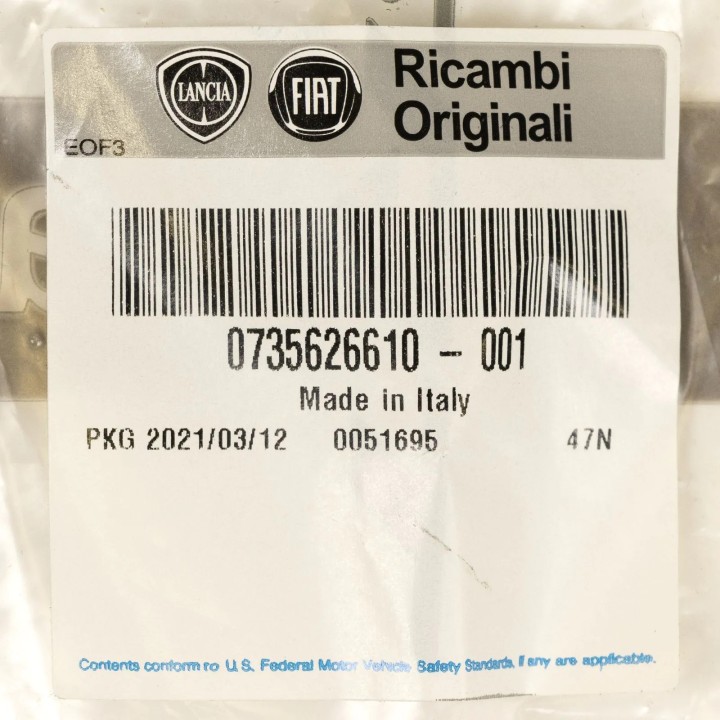 LANCIA FIAT Ricambi
Originali
EOF3
0735626610 - 001
Made in Italy
PKG 2021/03/12 0051695 47N
Contents conform to U.S. Federal Motor Vehicle Safety Standards, if any are applicable.